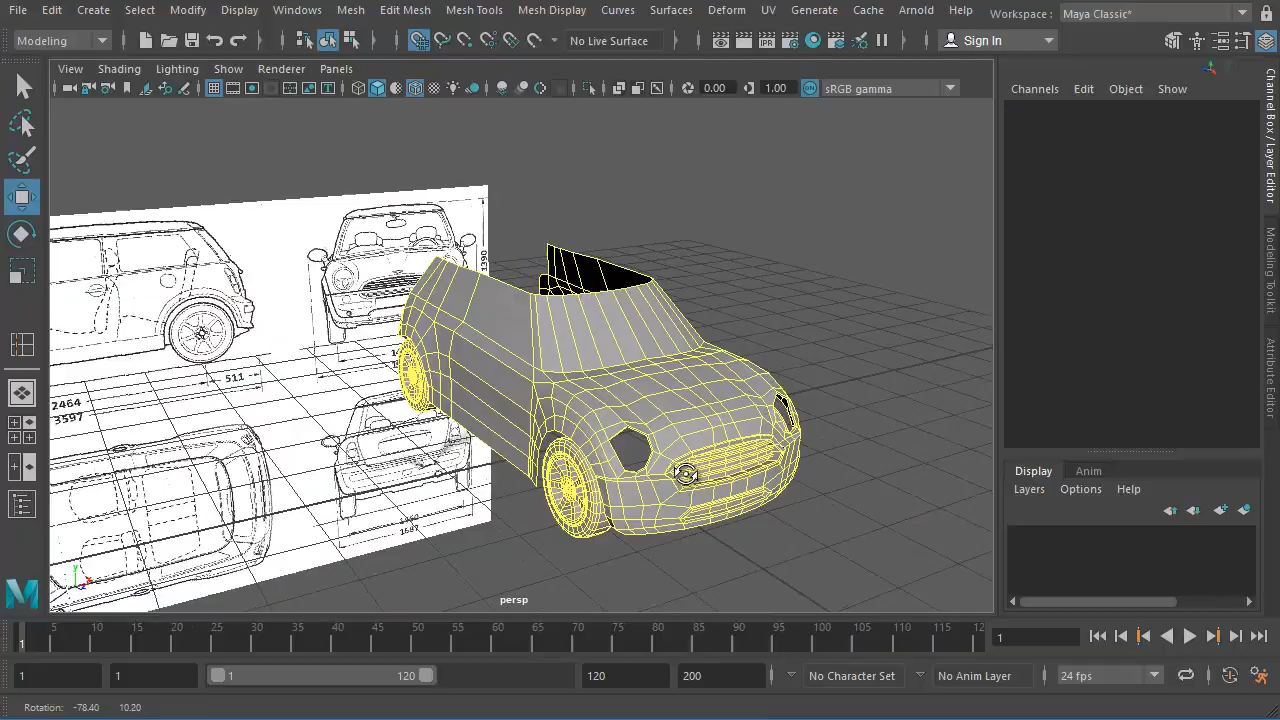 File Edit Create Select Modify Display Windows Mesh Edit Mesh Mesh Tools Mesh Display Curves Surfaces Deform UV Generate Cache Arnold Help Workspace : Maya Classic*
Modeling No Live Surface Sign In
View Shading Lighting Show Renderer Panels
0.00 1.00 sRGB gamma
Channels Edit Object Show
Channel Box / Layer Editor
Modeling Toolkit
Attribute Editor
1390
511
2464
3597
persp
Display Anim
Layers Options Help
5 10 15 20 25 30 35 40 45 50 55 60 65 70 75 80 85 90 95 100 105 110 115 12
1 1
1 1 1 120 120 200 No Character Set No Anim Layer 24 fps
Rotation: -78.40 10.20